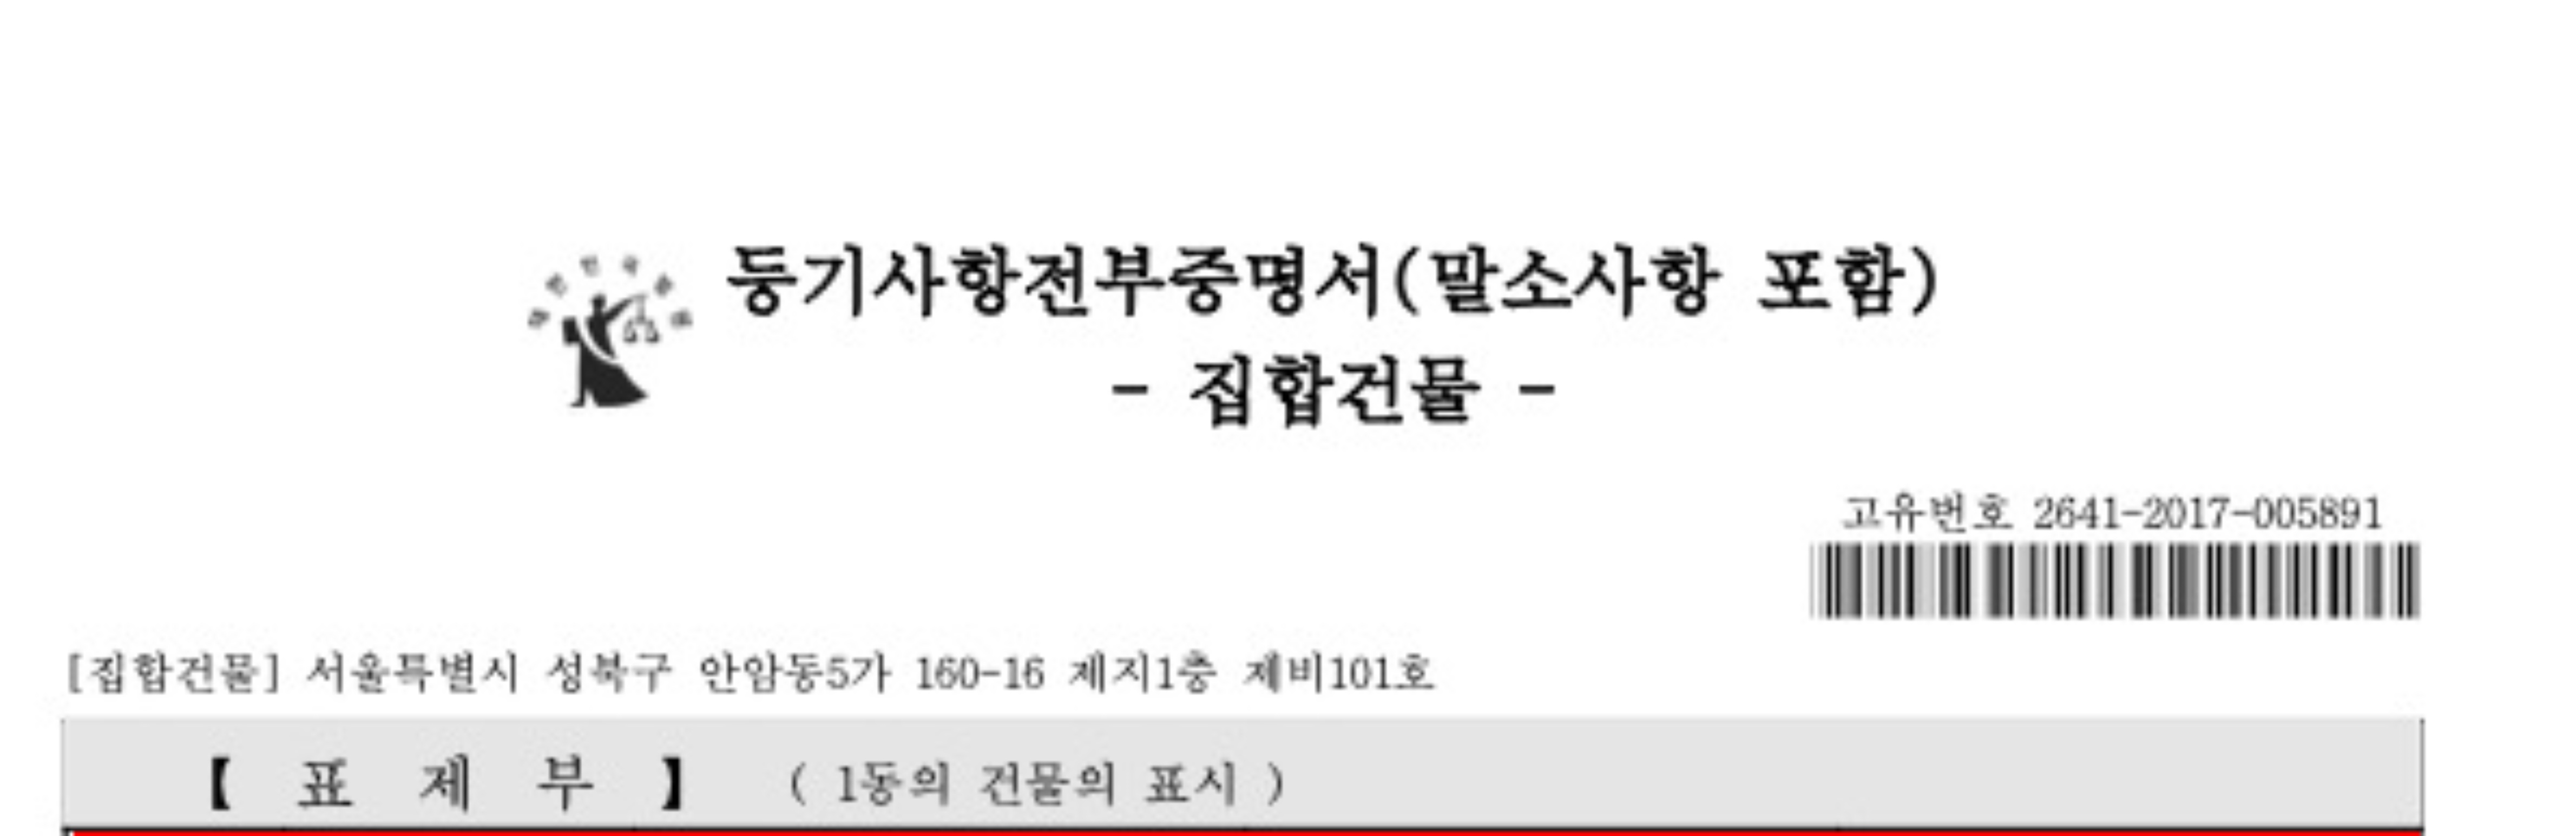 등기사항전부증명서(말소사항 포함)
- 집합건물 -
고유번호 2641-2017-005891
[집합건물] 서울특별시 성북구 안암동5가 160-16 제지1층 제비101호
【 표 제 부 】 ( 1동의 건물의 표시 )